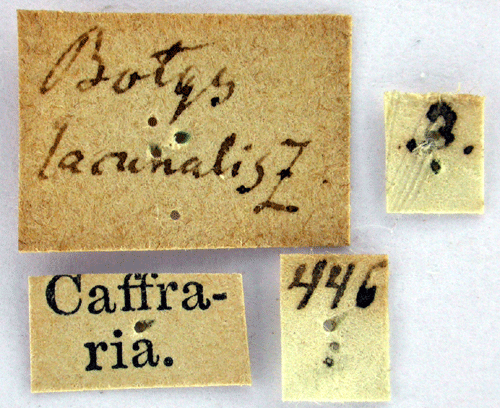 Botys
lacunalis Z.
.3.
Caffra-
ria.
446